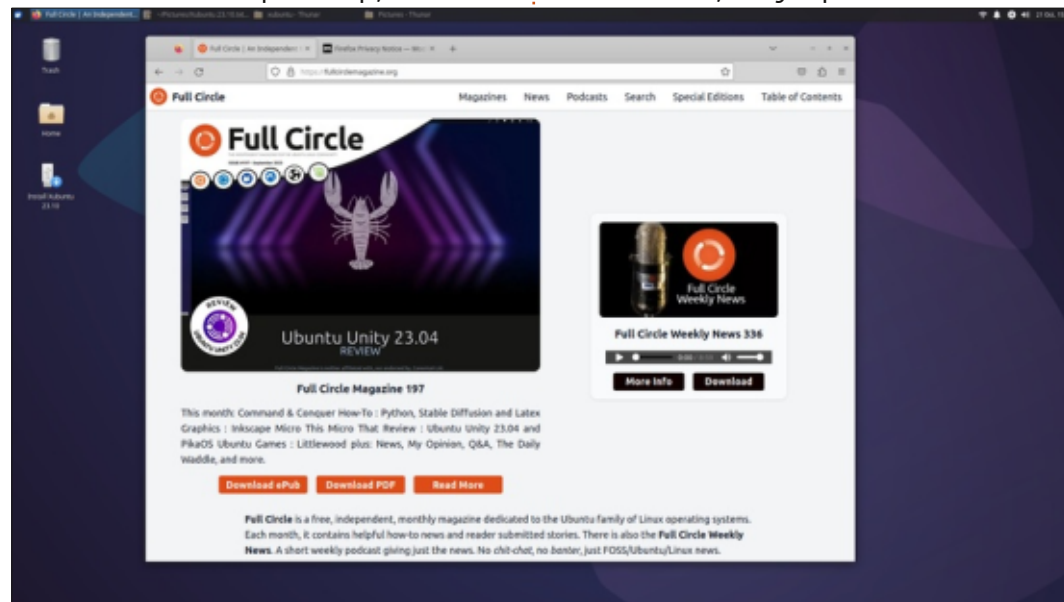 Full Circle | An Independent...
Trash
Home
Install Xubuntu
23.10
Full Circle | An Independent
Firefox Privacy Notice — Moz
https://fullcirclemagazine.org
Full Circle
Magazines News Podcasts Search Special Editions Table of Contents
Full Circle
REVIEW
UBUNTU UNITY 23.04
Ubuntu Unity 23.04
REVIEW
Full Circle Magazine 197
This month: Command & Conquer How-To : Python, Stable Diffusion and Latex
Graphics : Inkscape Micro This Micro That Review : Ubuntu Unity 23.04 and
PikaOS Ubuntu Games : Littlewood plus: News, My Opinion, Q&A, The Daily
Waddle, and more.
Download ePub Download PDF Read More
Full Circle
Weekly News
Full Circle Weekly News 336
More Info Download
Full Circle is a free, independent, monthly magazine dedicated to the Ubuntu family of Linux operating systems.
Each month, it contains helpful how-to news and reader submitted stories. There is also the Full Circle Weekly
News. A short weekly podcast giving just the news. No chit-chat, no banter, just FOSS/Ubuntu/Linux news.